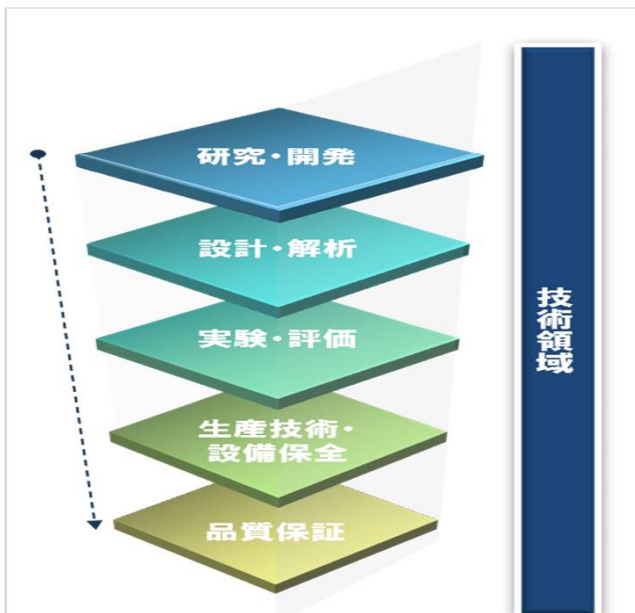 研究・開発
設計・解析
実験・評価
生産技術・
設備保全
品質保証
技術領域